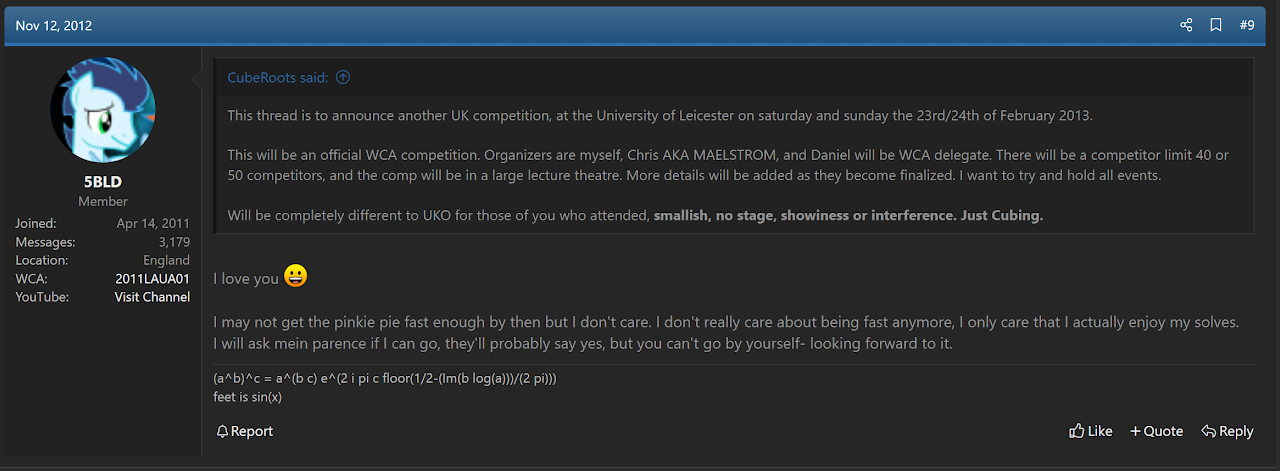 Nov 12, 2012
#9
5BLD
Member
Joined: Apr 14, 2011
Messages: 3,179
Location: England
WCA: 2011LAUA01
YouTube: Visit Channel
CubeRoots said:
This thread is to announce another UK competition, at the University of Leicester on saturday and sunday the 23rd/24th of February 2013.
This will be an official WCA competition. Organizers are myself, Chris AKA MAELSTROM, and Daniel will be WCA delegate. There will be a competitor limit 40 or
50 competitors, and the comp will be in a large lecture theatre. More details will be added as they become finalized. I want to try and hold all events.
Will be completely different to UKO for those of you who attended, smallish, no stage, showiness or interference. Just Cubing.
I love you 😀
I may not get the pinkie pie fast enough by then but I don't care. I don't really care about being fast anymore, I only care that I actually enjoy my solves.
I will ask mein parence if I can go, they'll probably say yes, but you can't go by yourself- looking forward to it.
(a^b)^c = a^(b c) e^(2 i pi c floor(1/2-(Im(b log(a)))/(2 pi)))
feet is sin(x)
Report
Like
+ Quote
Reply